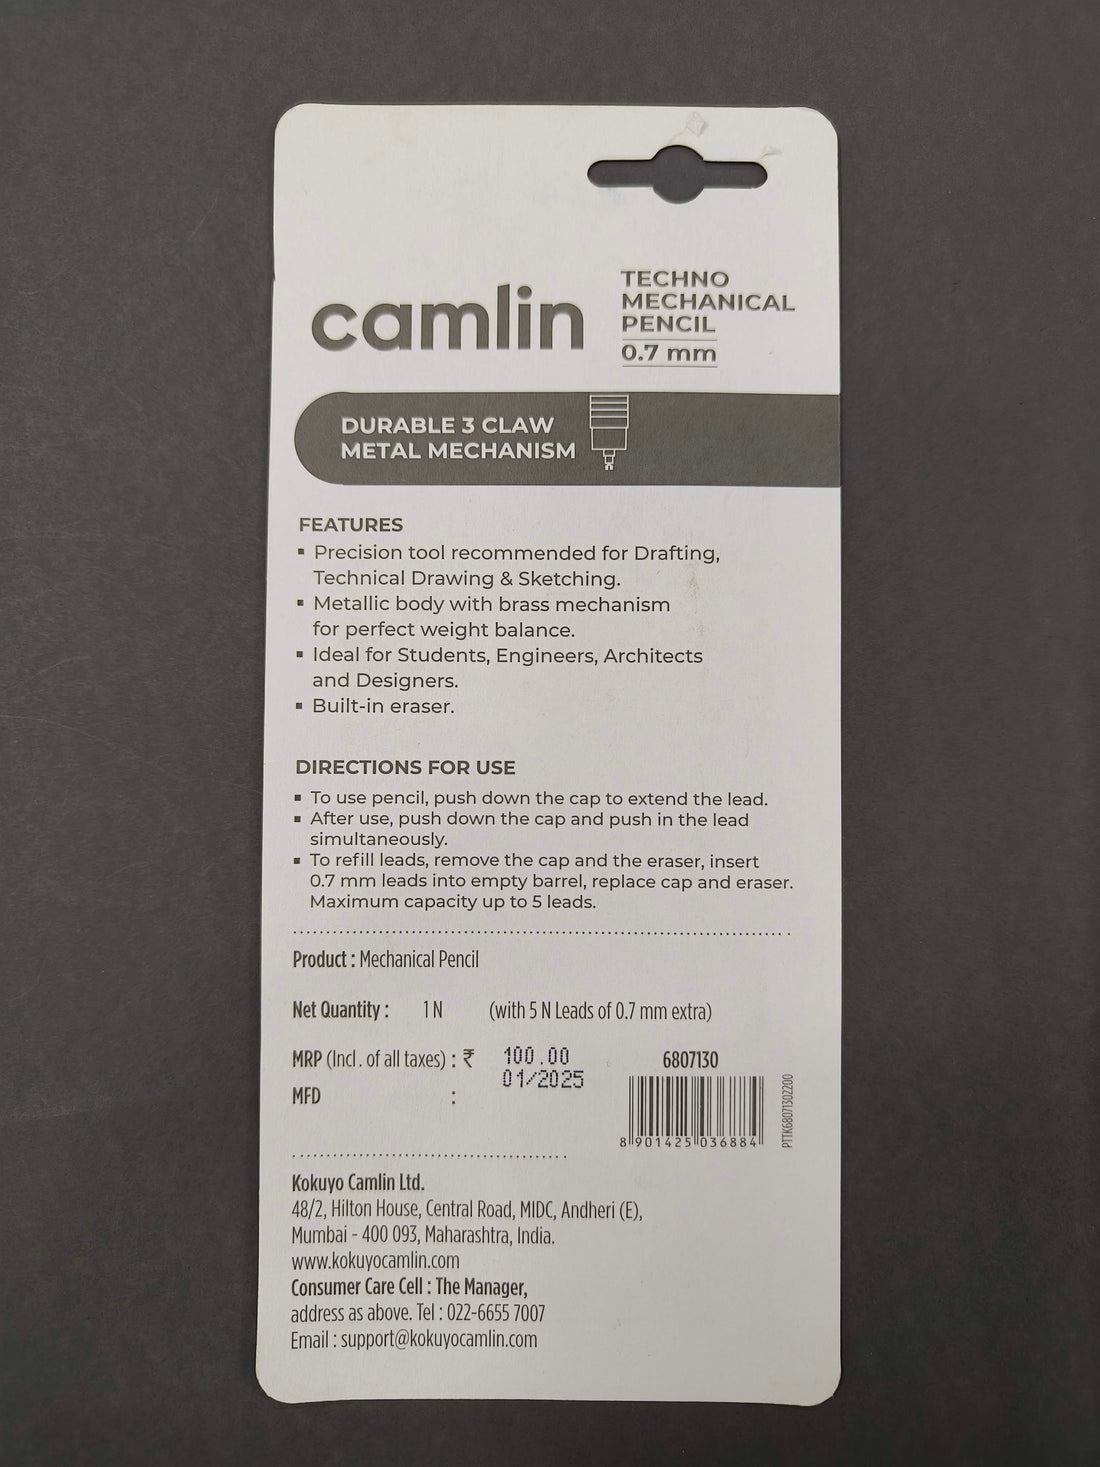 camlin
TECHNO
MECHANICAL
PENCIL
0.7 mm
DURABLE 3 CLAW
METAL MECHANISM
FEATURES
▪ Precision tool recommended for Drafting,
Technical Drawing & Sketching.
▪ Metallic body with brass mechanism
for perfect weight balance.
▪ Ideal for Students, Engineers, Architects
and Designers.
▪ Built-in eraser.
DIRECTIONS FOR USE
▪ To use pencil, push down the cap to extend the lead.
▪ After use, push down the cap and push in the lead
simultaneously.
▪ To refill leads, remove the cap and the eraser, insert
0.7 mm leads into empty barrel, replace cap and eraser.
Maximum capacity up to 5 leads.
Product : Mechanical Pencil
Net Quantity : 1 N (with 5 N Leads of 0.7 mm extra)
MRP (Incl. of all taxes) : ₹ 100.00
01/2025
MFD :
6807130
8 901425 036884
PTTK68071302200
Kokuyo Camlin Ltd.
48/2, Hilton House, Central Road, MIDC, Andheri (E),
Mumbai - 400 093, Maharashtra, India.
www.kokuyocamlin.com
Consumer Care Cell : The Manager,
address as above. Tel : 022-6655 7007
Email : support@kokuyocamlin.com